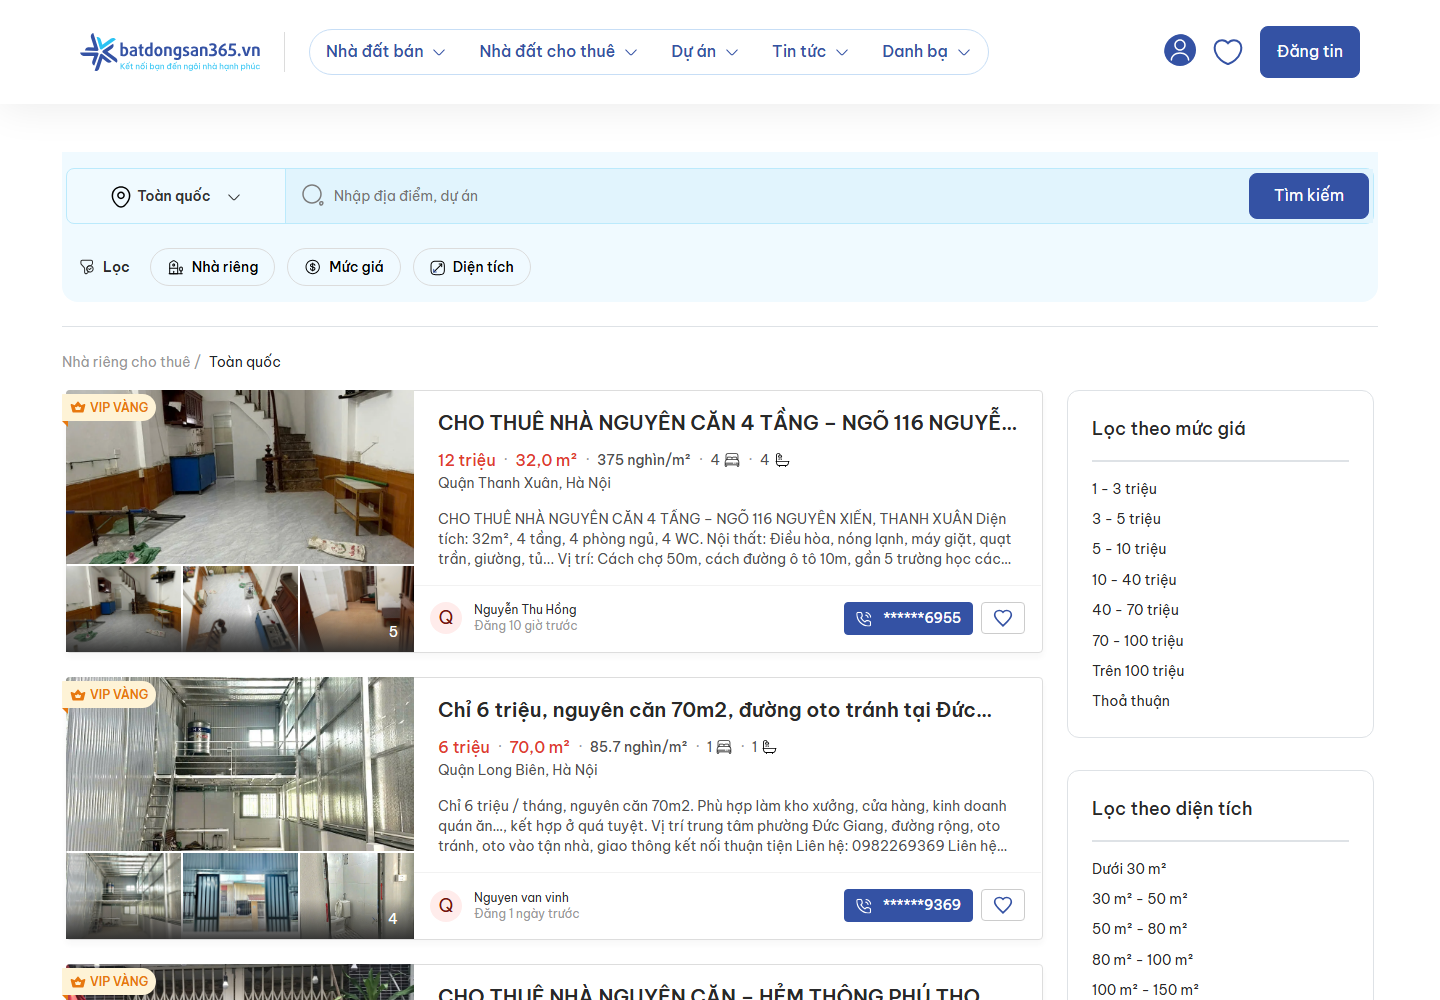 batdongsan365.vn
Kết nối bạn đến ngôi nhà hạnh phúc
Nhà đất bán
Nhà đất cho thuê
Dự án
Tin tức
Danh bạ
Đăng tin
Toàn quốc
Nhập địa điểm, dự án
Tìm kiếm
Lọc
Nhà riêng
Mức giá
Diện tích
Nhà riêng cho thuê / Toàn quốc
VIP VÀNG
5
CHO THUÊ NHÀ NGUYÊN CĂN 4 TẦNG – NGÕ 116 NGUYỄ...
12 triệu · 32,0 m² · 375 nghìn/m² · 4 · 4
Quận Thanh Xuân, Hà Nội
CHO THUÊ NHÀ NGUYÊN CĂN 4 TẦNG – NGÕ 116 NGUYỄN XIỂN, THANH XUÂN Diện
tích: 32m², 4 tầng, 4 phòng ngủ, 4 WC. Nội thất: Điều hòa, nóng lạnh, máy giặt, quạt
trần, giường, tủ... Vị trí: Cách chợ 50m, cách đường ô tô 10m, gần 5 trường học các...
Q
Nguyễn Thu Hồng
Đăng 10 giờ trước
******6955
VIP VÀNG
4
Chỉ 6 triệu, nguyên căn 70m2, đường oto tránh tại Đức...
6 triệu · 70,0 m² · 85.7 nghìn/m² · 1 · 1
Quận Long Biên, Hà Nội
Chỉ 6 triệu / tháng, nguyên căn 70m2. Phù hợp làm kho xưởng, cửa hàng, kinh doanh
quán ăn..., kết hợp ở quá tuyệt. Vị trí trung tâm phường Đức Giang, đường rộng, oto
tránh, oto vào tận nhà, giao thông kết nối thuận tiện Liên hệ: 0982269369 Liên hệ...
Q
Nguyen van vinh
Đăng 1 ngày trước
******9369
VIP VÀNG
CHO THUÊ NHÀ NGUYÊN CĂN – HẺM THÔNG PHÚ THỌ
Lọc theo mức giá
1 - 3 triệu
3 - 5 triệu
5 - 10 triệu
10 - 40 triệu
40 - 70 triệu
70 - 100 triệu
Trên 100 triệu
Thoả thuận
Lọc theo diện tích
Dưới 30 m²
30 m² - 50 m²
50 m² - 80 m²
80 m² - 100 m²
100 m² - 150 m²